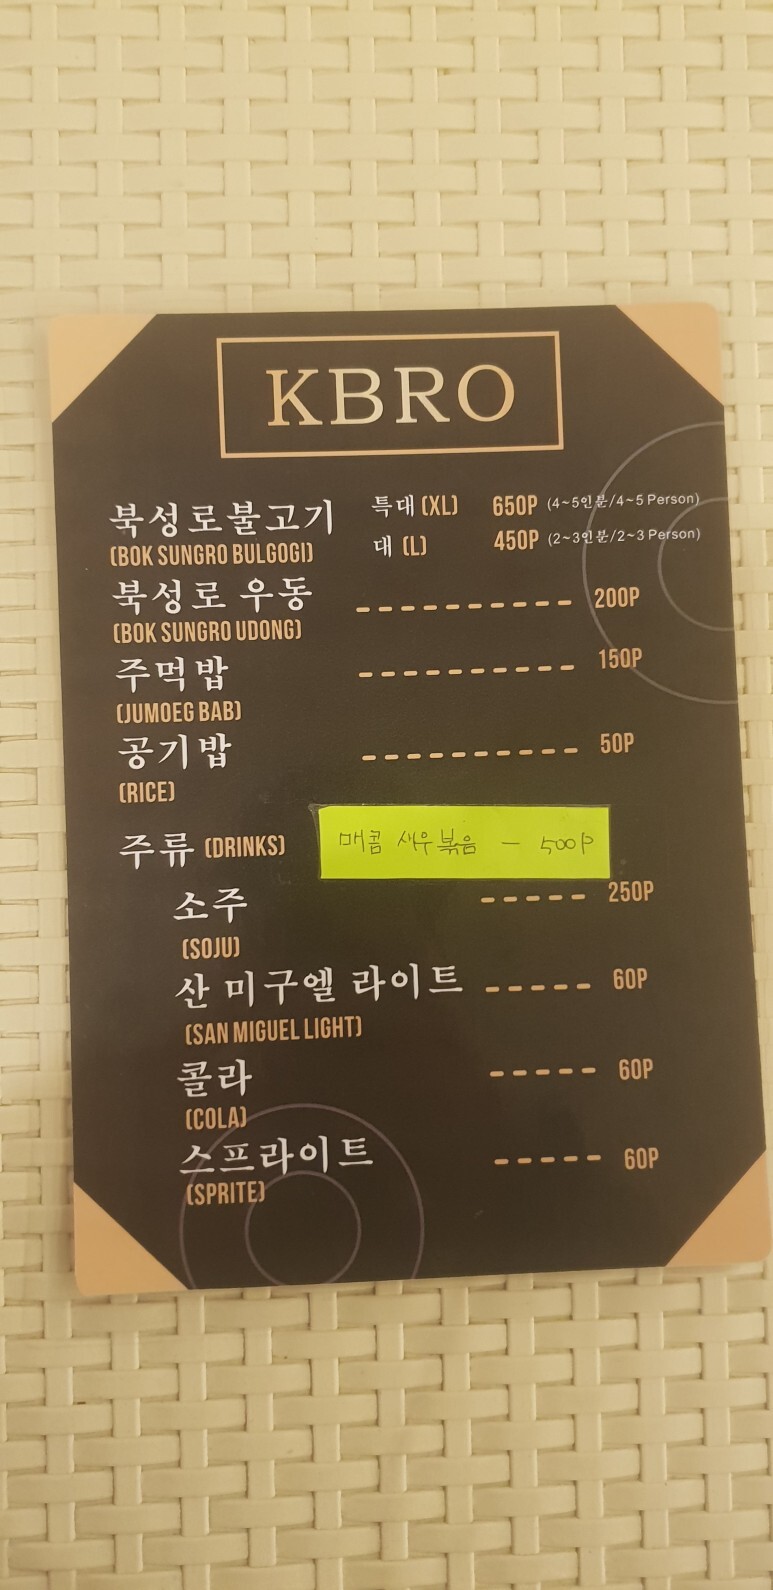 KBRO
북성로불고기 특대 (XL) 650P (4~5인분/4~5 Person)
(BOK SUNGRO BULGOGI) 대 (L) 450P (2~3인분/2~3 Person)
북성로 우동 ---------- 200P
(BOK SUNGRO UDONG)
주먹밥 ---------- 150P
(JUMOEG BAB)
공기밥 ---------- 50P
(RICE)
주류 (DRINKS) 매콤 새우볶음 - 500P
소주 ----- 250P
(SOJU)
산 미구엘 라이트 ----- 60P
(SAN MIGUEL LIGHT)
콜라 ----- 60P
(COLA)
스프라이트 ----- 60P
(SPRITE)